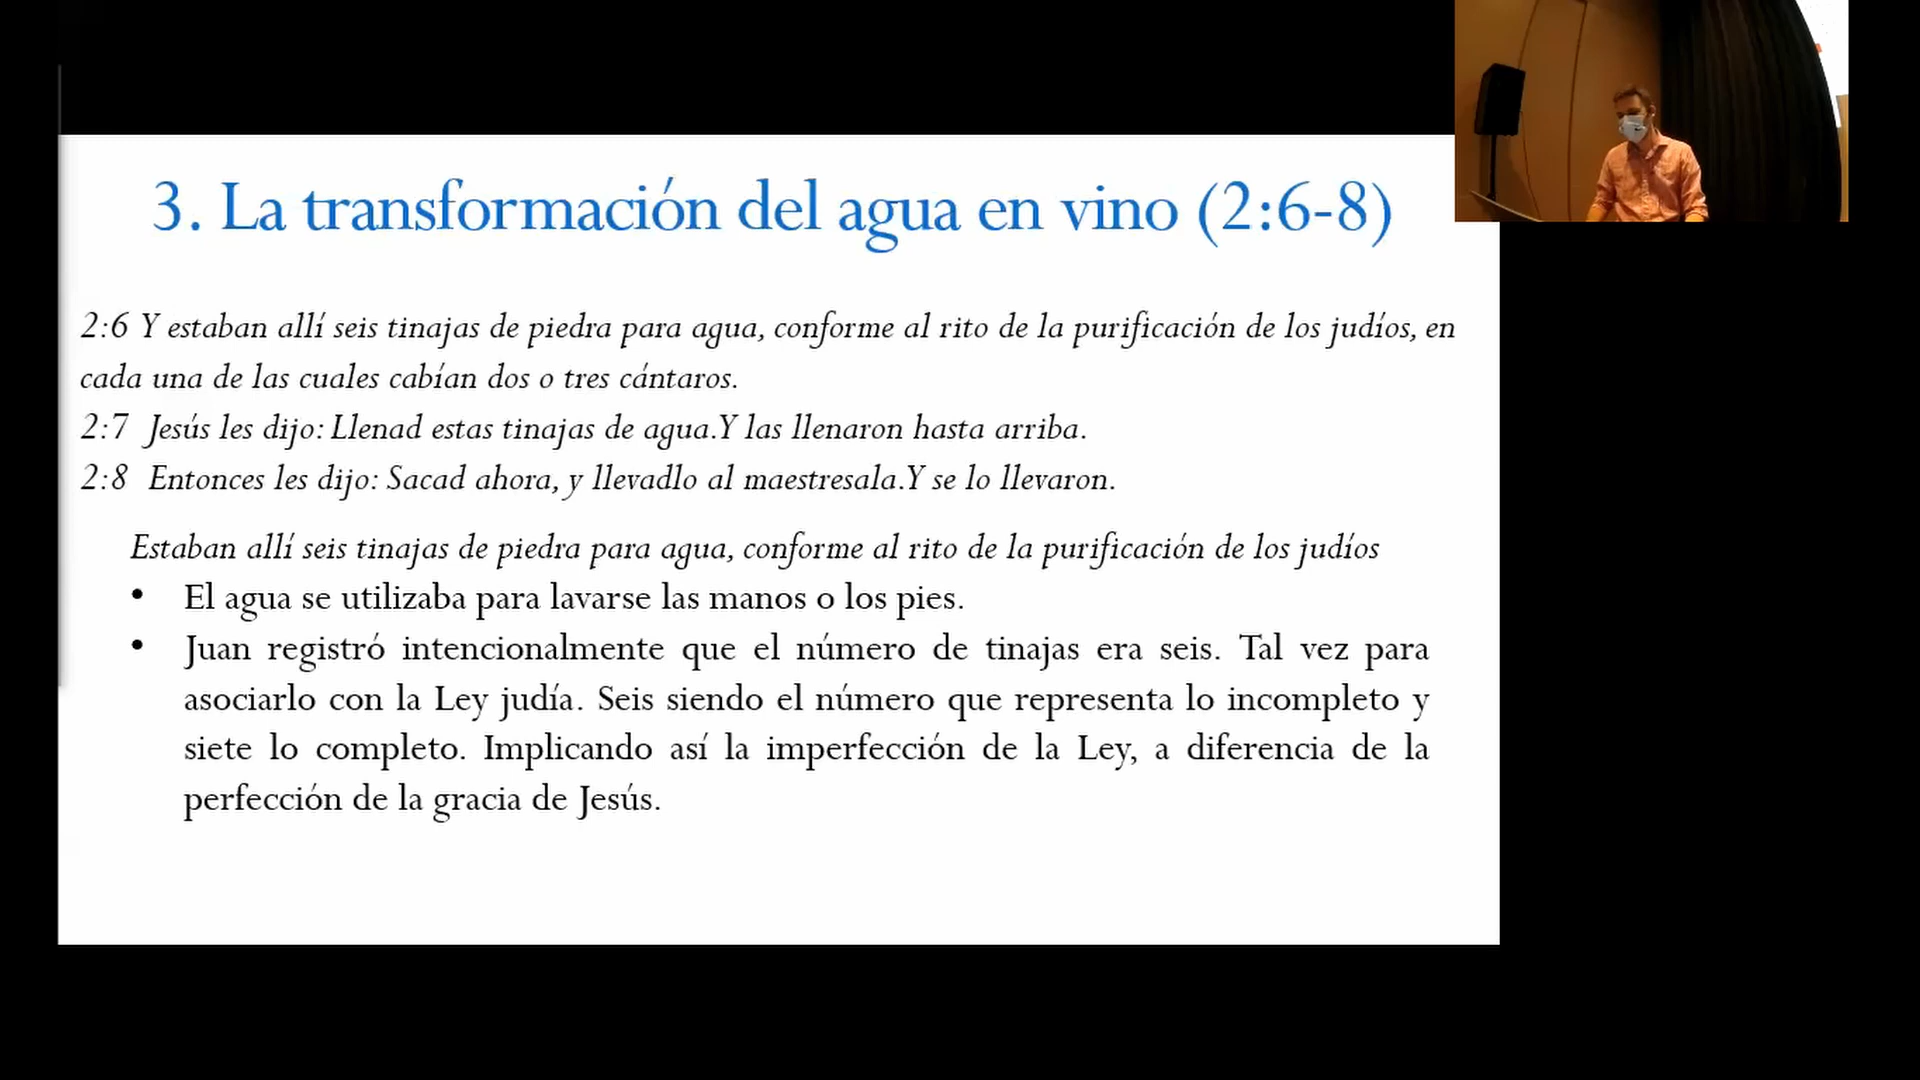 3. La transformación del agua en vino (2:6-8)
2:6 Y estaban allí seis tinajas de piedra para agua, conforme al rito de la purificación de los judíos, en
cada una de las cuales cabían dos o tres cántaros.
2:7 Jesús les dijo: Llenad estas tinajas de agua.Y las llenaron hasta arriba.
2:8 Entonces les dijo: Sacad ahora, y llevadlo al maestresala.Y se lo llevaron.
Estaban allí seis tinajas de piedra para agua, conforme al rito de la purificación de los judíos
• El agua se utilizaba para lavarse las manos o los pies.
• Juan registró intencionalmente que el número de tinajas era seis. Tal vez para
asociarlo con la Ley judía. Seis siendo el número que representa lo incompleto y
siete lo completo. Implicando así la imperfección de la Ley, a diferencia de la
perfección de la gracia de Jesús.